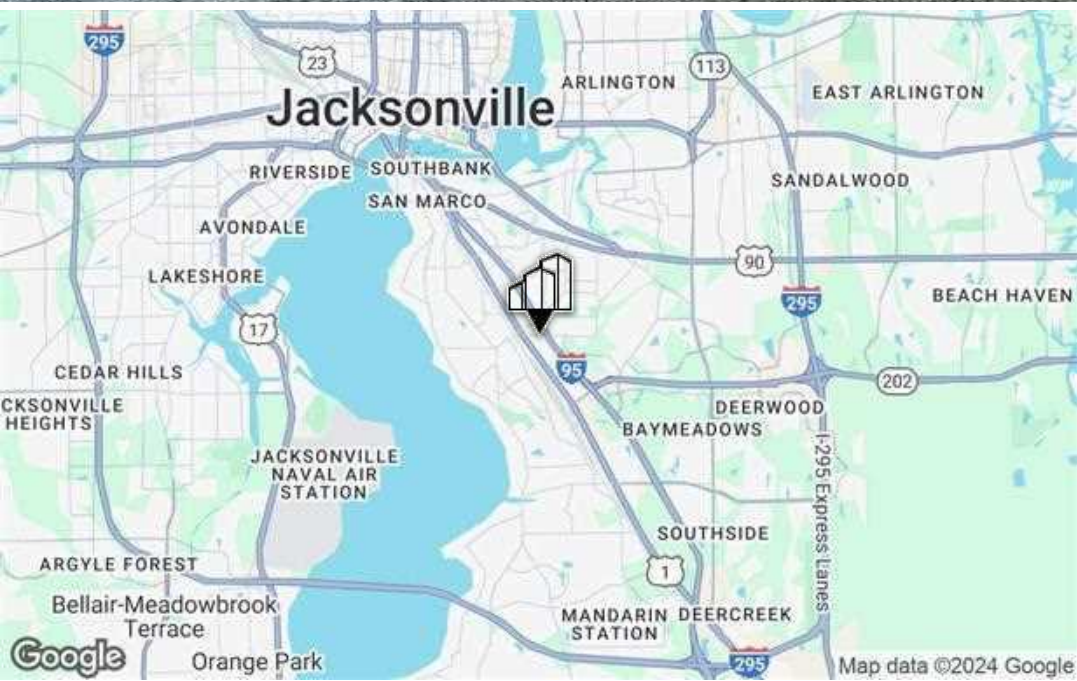 295
23
113
ARLINGTON
EAST ARLINGTON
Jacksonville
RIVERSIDE
SOUTHBANK
SANDALWOOD
SAN MARCO
AVONDALE
90
LAKESHORE
295
BEACH HAVEN
17
95
CEDAR HILLS
202
CKSONVILLE
HEIGHTS
DEERWOOD
BAYMEADOWS
I-295 Express Lanes
JACKSONVILLE
NAVAL AIR
STATION
SOUTHSIDE
ARGYLE FOREST
1
Bellair-Meadowbrook
Terrace
MANDARIN
STATION
DEERCREEK
Google
Orange Park
295
Map data ©2024 Google